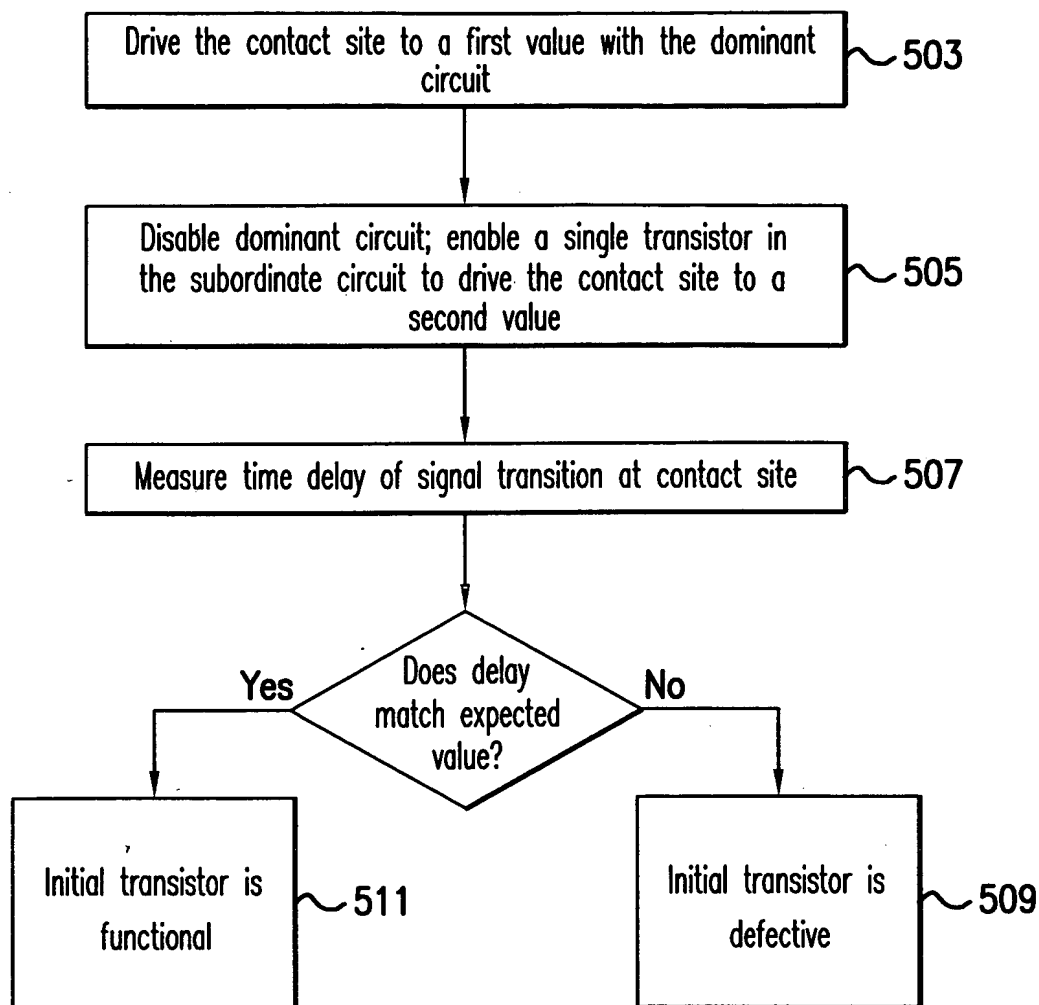 Drive the contact site to a first value with the dominant
circuit
503
Disable dominant circuit; enable a single transistor in
the subordinate circuit to drive the contact site to a
second value
505
Measure time delay of signal transition at contact site
507
Does delay
match expected
value?
Yes
No
Initial transistor is
functional
511
Initial transistor is
defective
509